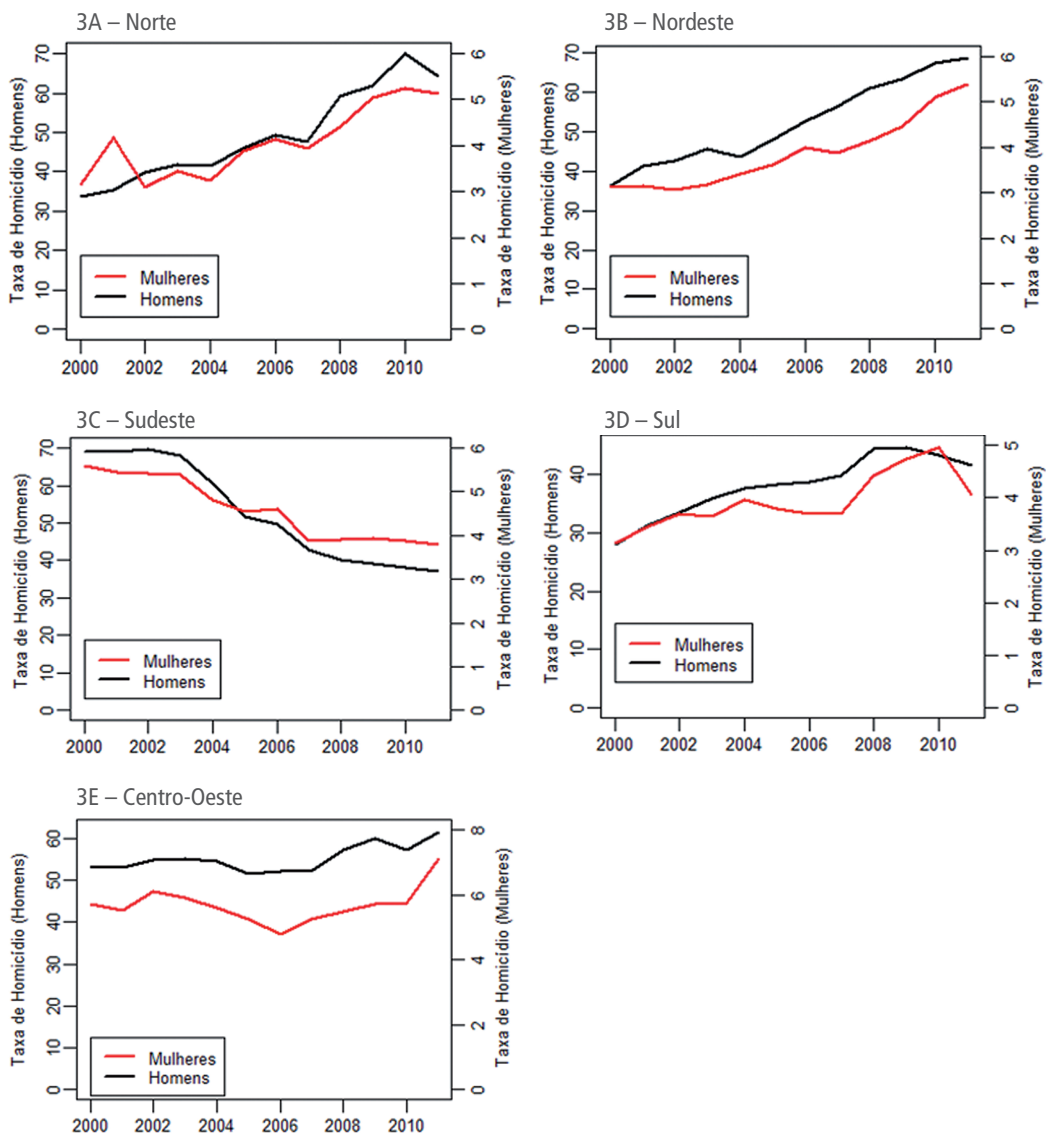 3A – Norte
Taxa de Homicídio (Homens)
70
60
50
40
30
20
10
0
Mulheres
Homens
6
5
4
3
2
1
0
Taxa de Homicídio (Mulheres)
2000 2002 2004 2006 2008 2010
3B – Nordeste
Taxa de Homicídio (Homens)
70
60
50
40
30
20
10
0
Mulheres
Homens
6
5
4
3
2
1
0
Taxa de Homicídio (Mulheres)
2000 2002 2004 2006 2008 2010
3C – Sudeste
Taxa de Homicídio (Homens)
70
60
50
40
30
20
10
0
Mulheres
Homens
6
5
4
3
2
1
0
Taxa de Homicídio (Mulheres)
2000 2002 2004 2006 2008 2010
3D – Sul
Taxa de Homicídio (Homens)
40
30
20
10
0
Mulheres
Homens
5
4
3
2
1
0
Taxa de Homicídio (Mulheres)
2000 2002 2004 2006 2008 2010
3E – Centro-Oeste
Taxa de Homicídio (Homens)
60
50
40
30
20
10
0
Mulheres
Homens
8
6
4
2
0
Taxa de Homicídio (Mulheres)
2000 2002 2004 2006 2008 2010